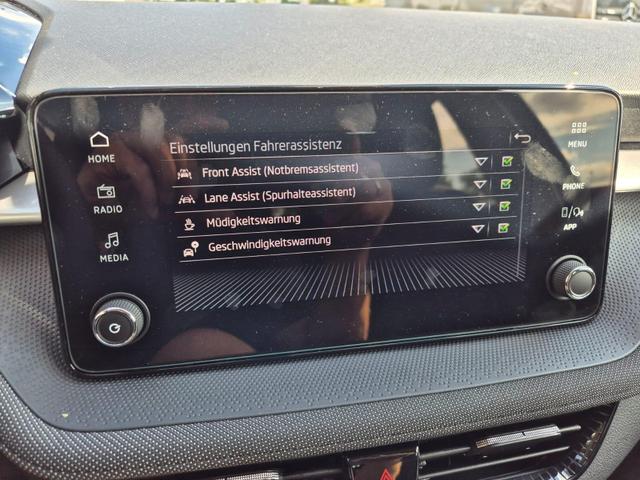 Einstellungen Fahrerassistenz
Front Assist (Notbremsassistent)
Lane Assist (Spurhalteassistent)
Müdigkeitswarnung
Geschwindigkeitswarnung
HOME
RADIO
MEDIA
MENU
PHONE
APP